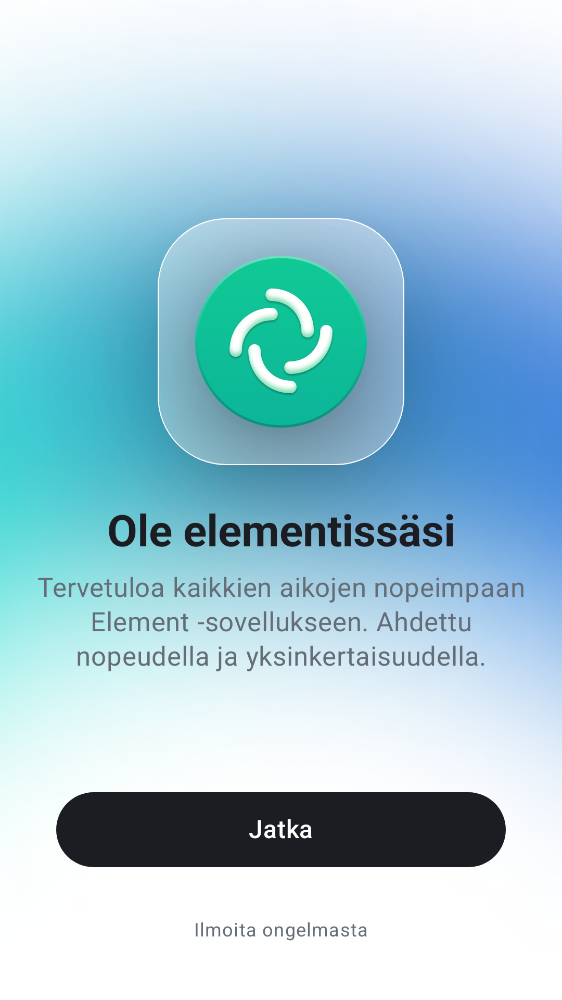 Ole elementissäsi
Tervetuloa kaikkien aikojen nopeimpaan
Element -sovellukseen. Ahdettu
nopeudella ja yksinkertaisuudella.
Jatka
Ilmoita ongelmasta